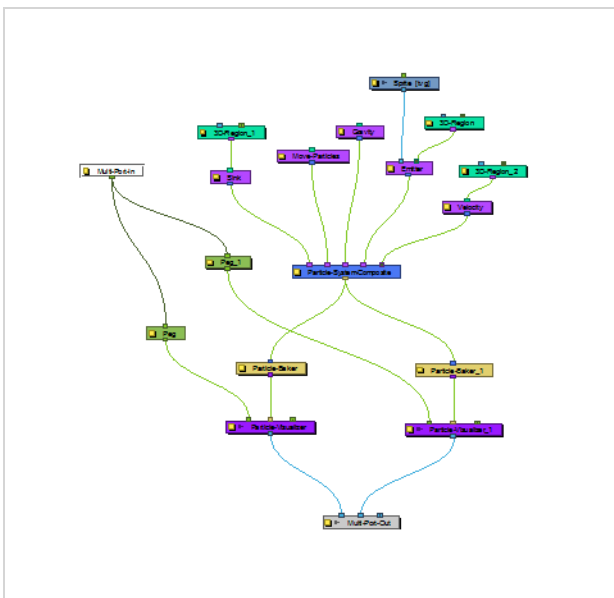 Sprite (tvg)
3D-Region_1
Gravity
3D-Region
Move-Particles
Multi-Port-In
Sink
Emitter
3D-Region_2
Velocity
Peg_1
Particle-SystemComposite
Peg
Particle-Baker
Particle-Baker_1
Particle-Visualizer
Particle-Visualizer_1
Multi-Port-Out